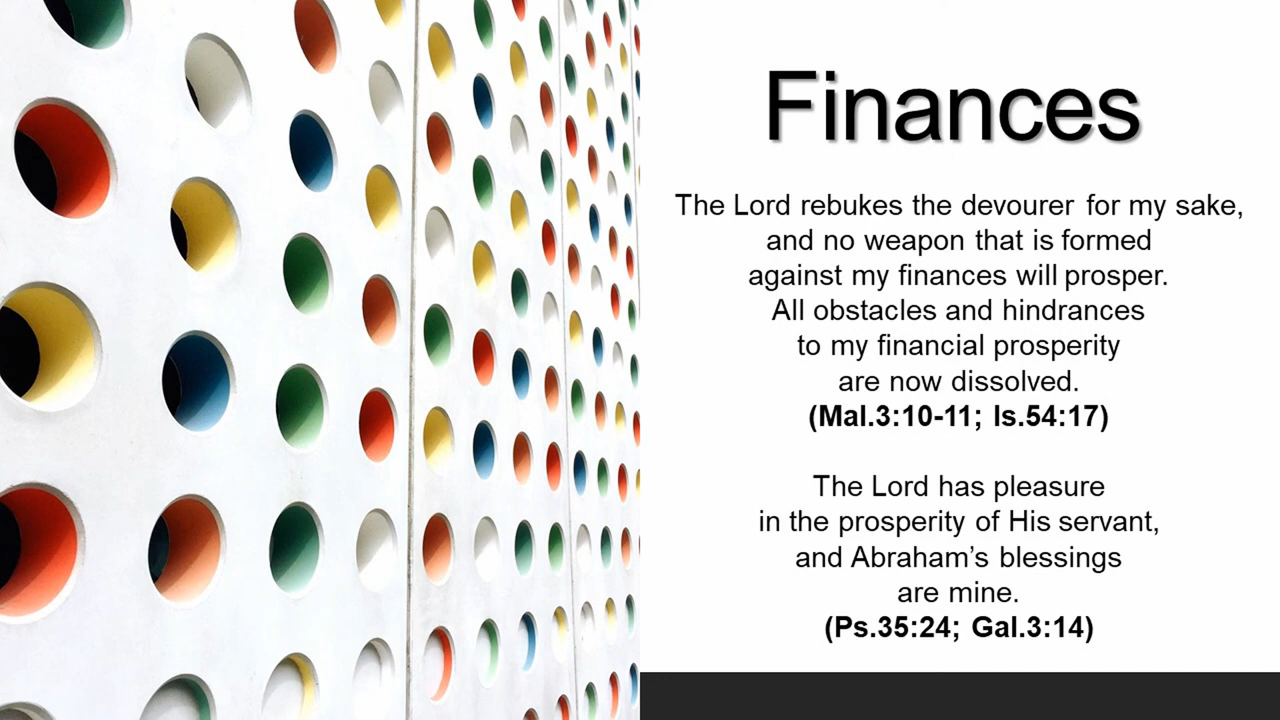 Finances
The Lord rebukes the devourer for my sake,
and no weapon that is formed
against my finances will prosper.
All obstacles and hindrances
to my financial prosperity
are now dissolved.
(Mal.3:10-11; Is.54:17)
The Lord has pleasure
in the prosperity of His servant,
and Abraham’s blessings
are mine.
(Ps.35:24; Gal.3:14)